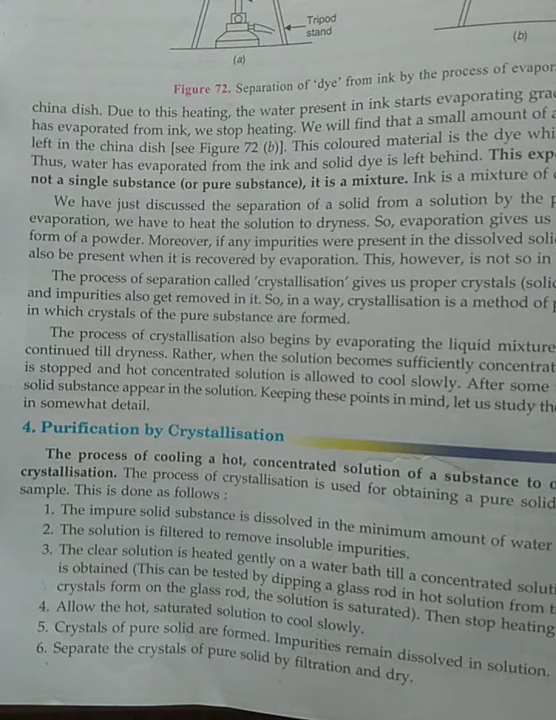 Tripod
stand
(a)
(b)
Figure 72. Separation of 'dye' from ink by the process of evapor
china dish. Due to this heating, the water present in ink starts evaporating gra
has evaporated from ink, we stop heating. We will find that a small amount of
left in the china dish [see Figure 72 (b)]. This coloured material is the dye whi
Thus, water has evaporated from the ink and solid dye is left behind. This exp
not a single substance (or pure substance), it is a mixture. Ink is a mixture of
We have just discussed the separation of a solid from a solution by the p
evaporation, we have to heat the solution to dryness. So, evaporation gives us
form of a powder. Moreover, if any impurities were present in the dissolved soli
also be present when it is recovered by evaporation. This, however, is not so in
The process of separation called 'crystallisation' gives us proper crystals (soli
and impurities also get removed in it. So, in a way, crystallisation is a method of p
in which crystals of the pure substance are formed.
The process of crystallisation also begins by evaporating the liquid mixture
continued till dryness. Rather, when the solution becomes sufficiently concentrat
is stopped and hot concentrated solution is allowed to cool slowly. After some
solid substance appear in the solution. Keeping these points in mind, let us study th
in somewhat detail.
4. Purification by Crystallisation
The process of cooling a hot, concentrated solution of a substance to
crystallisation. The process of crystallisation is used for obtaining a pure solid
sample. This is done as follows :
1. The impure solid substance is dissolved in the minimum amount of water
2. The solution is filtered to remove insoluble impurities.
3. The clear solution is heated gently on a water bath till a concentrated soluti
is obtained (This can be tested by dipping a glass rod in hot solution from t
crystals form on the glass rod, the solution is saturated). Then stop heating
4. Allow the hot, saturated solution to cool slowly.
5. Crystals of pure solid are formed. Impurities remain dissolved in solution.
6. Separate the crystals of pure solid by filtration and dry.